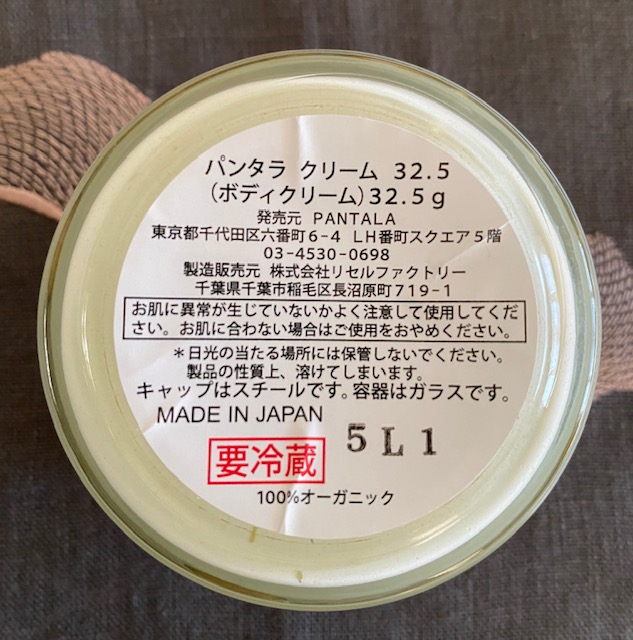 パンタラ クリーム 32.5
（ボディクリーム）32.5g
発売元 PANTALA
東京都千代田区六番町6-4 LH番町スクエア5階
03-4530-0698
製造販売元 株式会社リセルファクトリー
千葉県千葉市稲毛区長沼原町719-1
お肌に異常が生じていないかよく注意して使用してくだ
さい。お肌に合わない場合はご使用をおやめください。
＊日光の当たる場所には保管しないでください。
製品の性質上、溶けてしまいます。
キャップはスチールです。容器はガラスです。
MADE IN JAPAN
要冷蔵 5L1
100%オーガニック